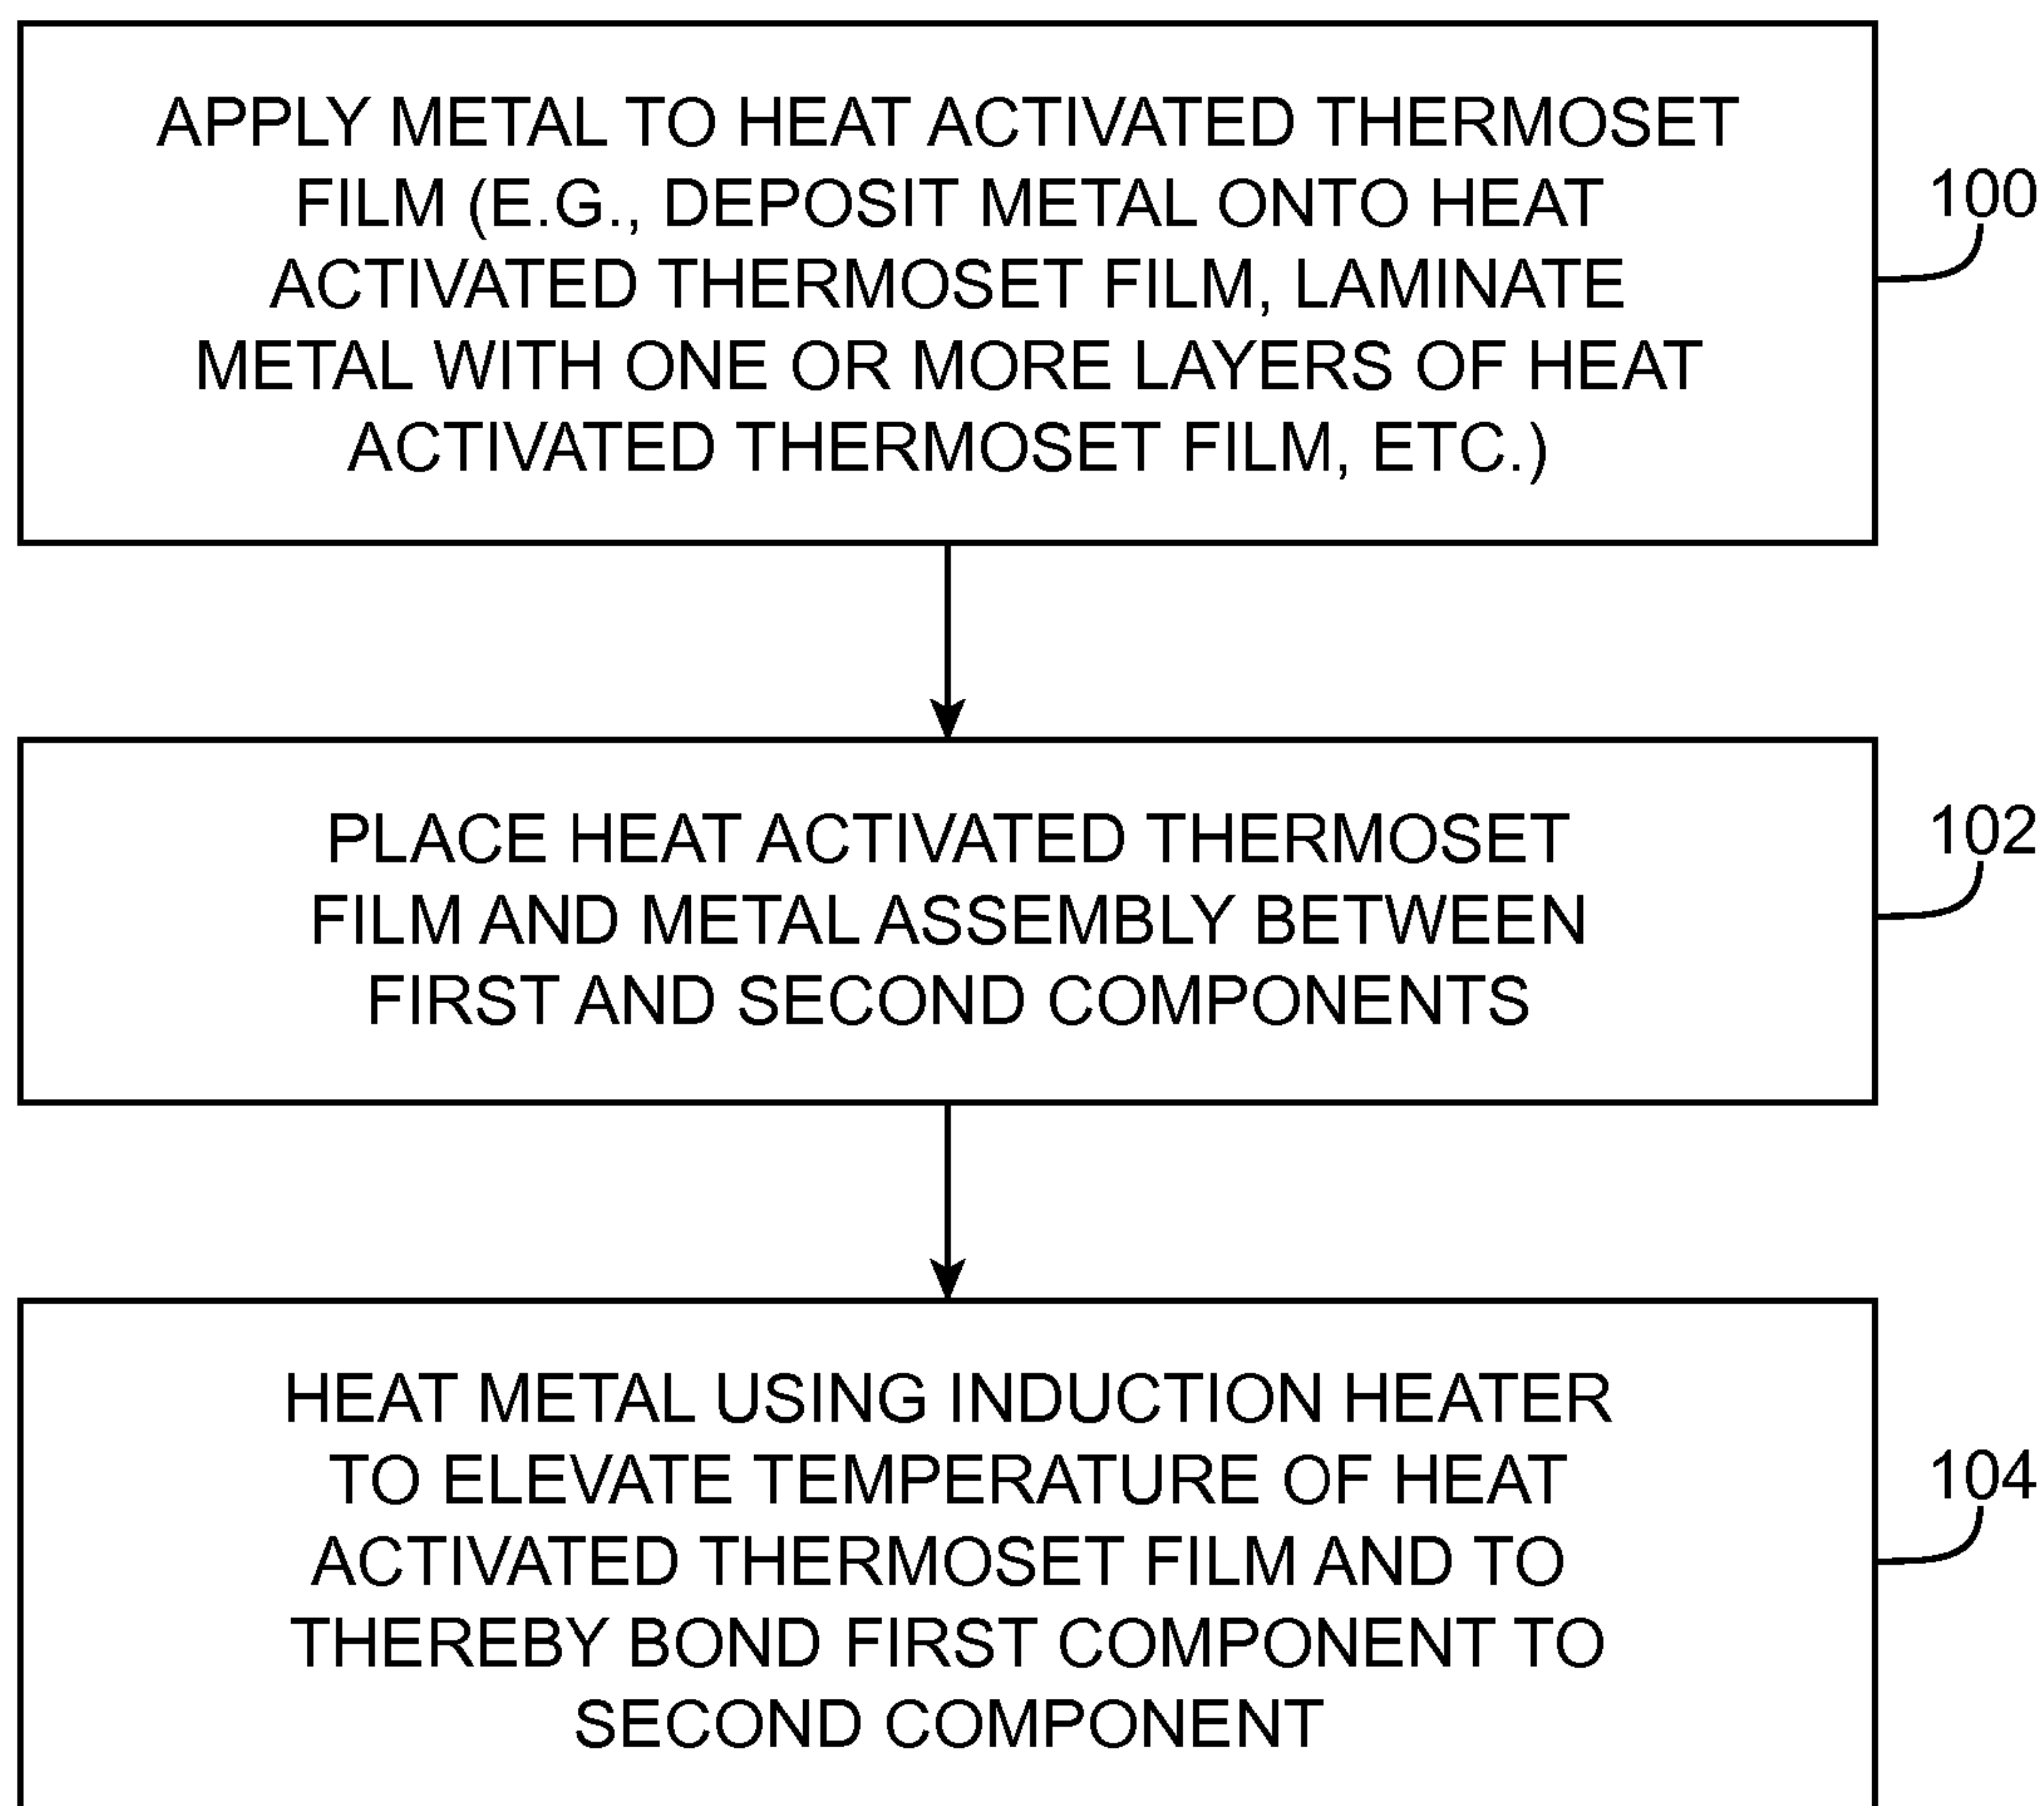 APPLY METAL TO HEAT ACTIVATED THERMOSET
FILM (E.G., DEPOSIT METAL ONTO HEAT
ACTIVATED THERMOSET FILM, LAMINATE
METAL WITH ONE OR MORE LAYERS OF HEAT
ACTIVATED THERMOSET FILM, ETC.)
100
PLACE HEAT ACTIVATED THERMOSET
FILM AND METAL ASSEMBLY BETWEEN
FIRST AND SECOND COMPONENTS
102
HEAT METAL USING INDUCTION HEATER
TO ELEVATE TEMPERATURE OF HEAT
ACTIVATED THERMOSET FILM AND TO
THEREBY BOND FIRST COMPONENT TO
SECOND COMPONENT
104